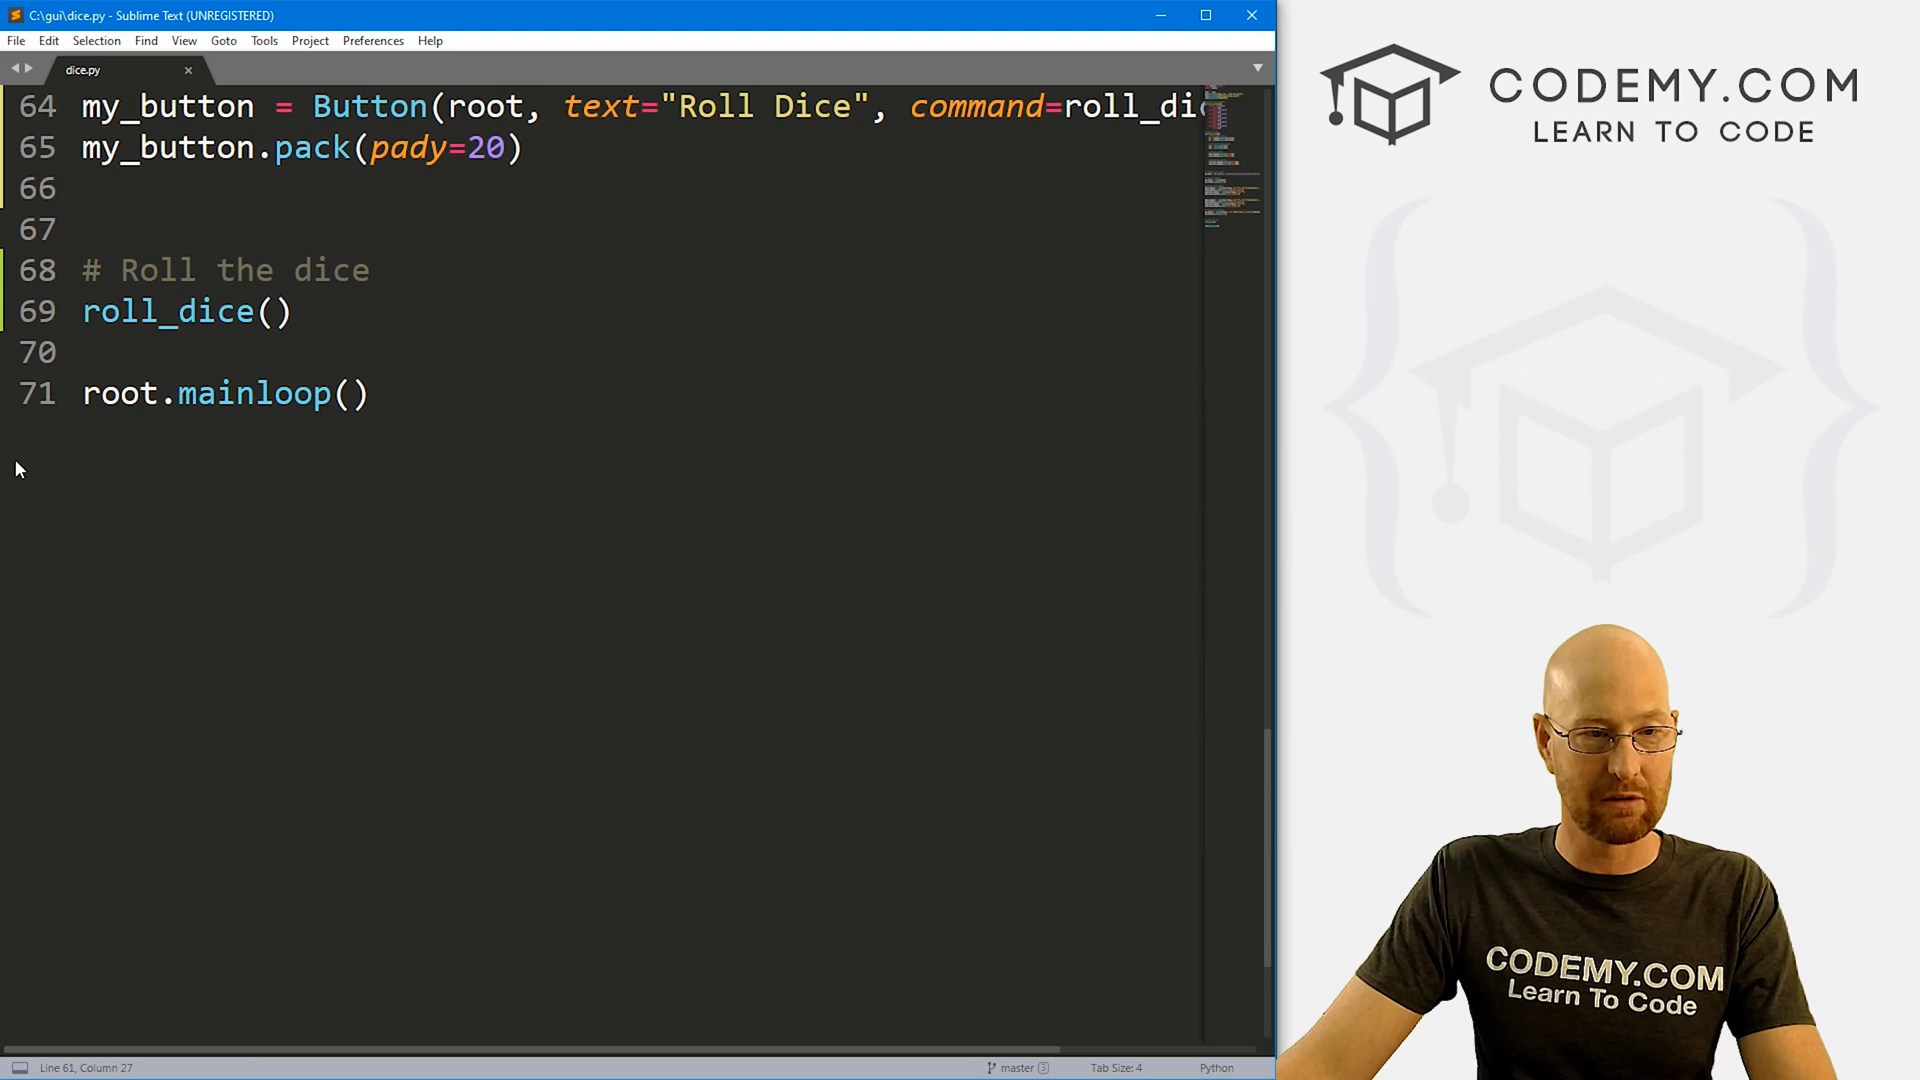 C:\gui\dice.py - Sublime Text (UNREGISTERED)
File Edit Selection Find View Goto Tools Project Preferences Help
dice.py
64 my_button = Button(root, text="Roll Dice", command=roll_dic
65 my_button.pack(pady=20)
66
67
68 # Roll the dice
69 roll_dice()
70
71 root.mainloop()
Line 61, Column 27
master 3
Tab Size: 4
Python
CODEMY.COM
LEARN TO CODE
CODEMY.COM
Learn To Code